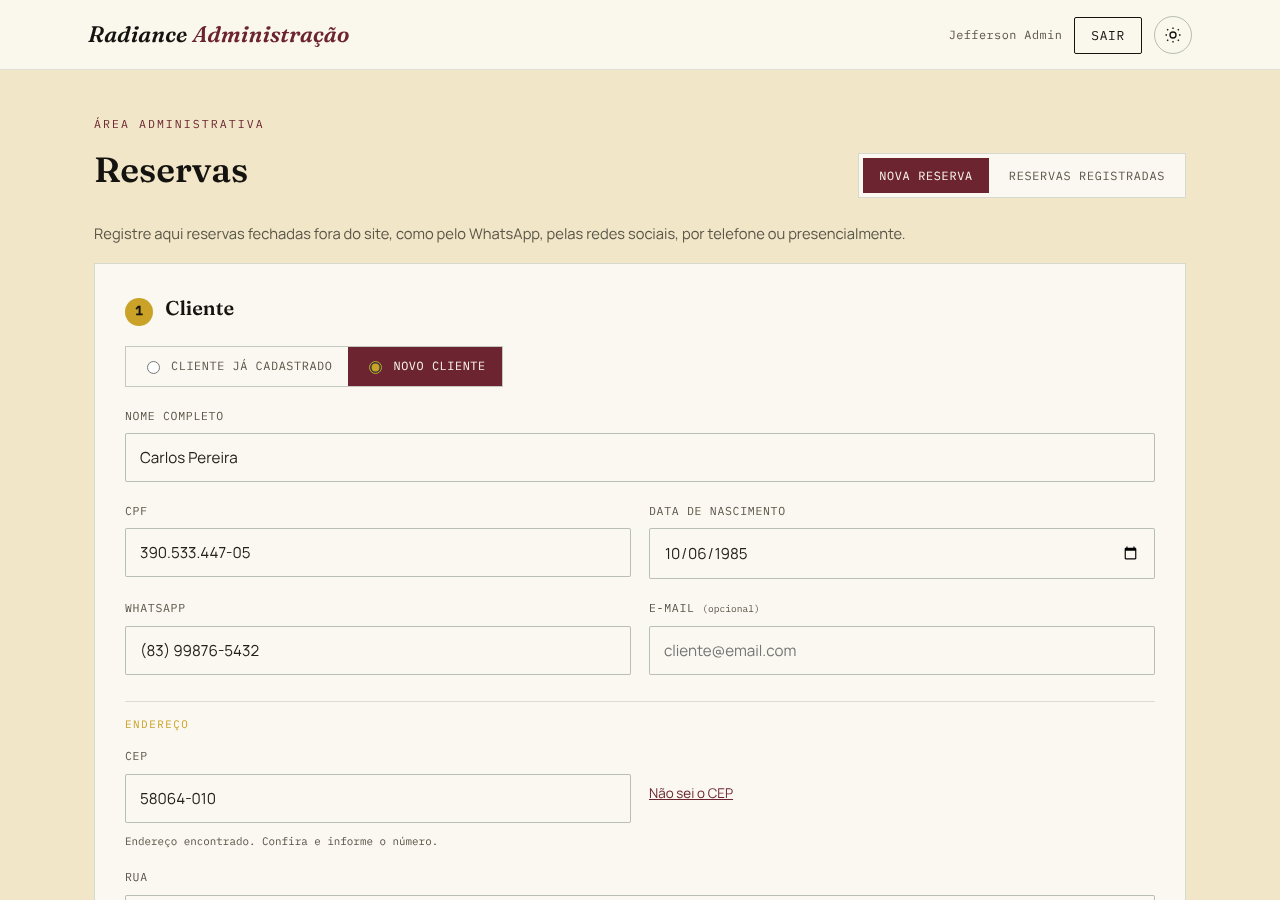 Radiance Administração
Jefferson Admin
SAIR
ÁREA ADMINISTRATIVA
Reservas
NOVA RESERVA
RESERVAS REGISTRADAS
Registre aqui reservas fechadas fora do site, como pelo WhatsApp, pelas redes sociais, por telefone ou presencialmente.
1 Cliente
CLIENTE JÁ CADASTRADO
NOVO CLIENTE
NOME COMPLETO
Carlos Pereira
CPF
390.533.447-05
DATA DE NASCIMENTO
10/06/1985
WHATSAPP
(83) 99876-5432
E-MAIL (opcional)
cliente@email.com
ENDEREÇO
CEP
58064-010
Não sei o CEP
Endereço encontrado. Confira e informe o número.
RUA